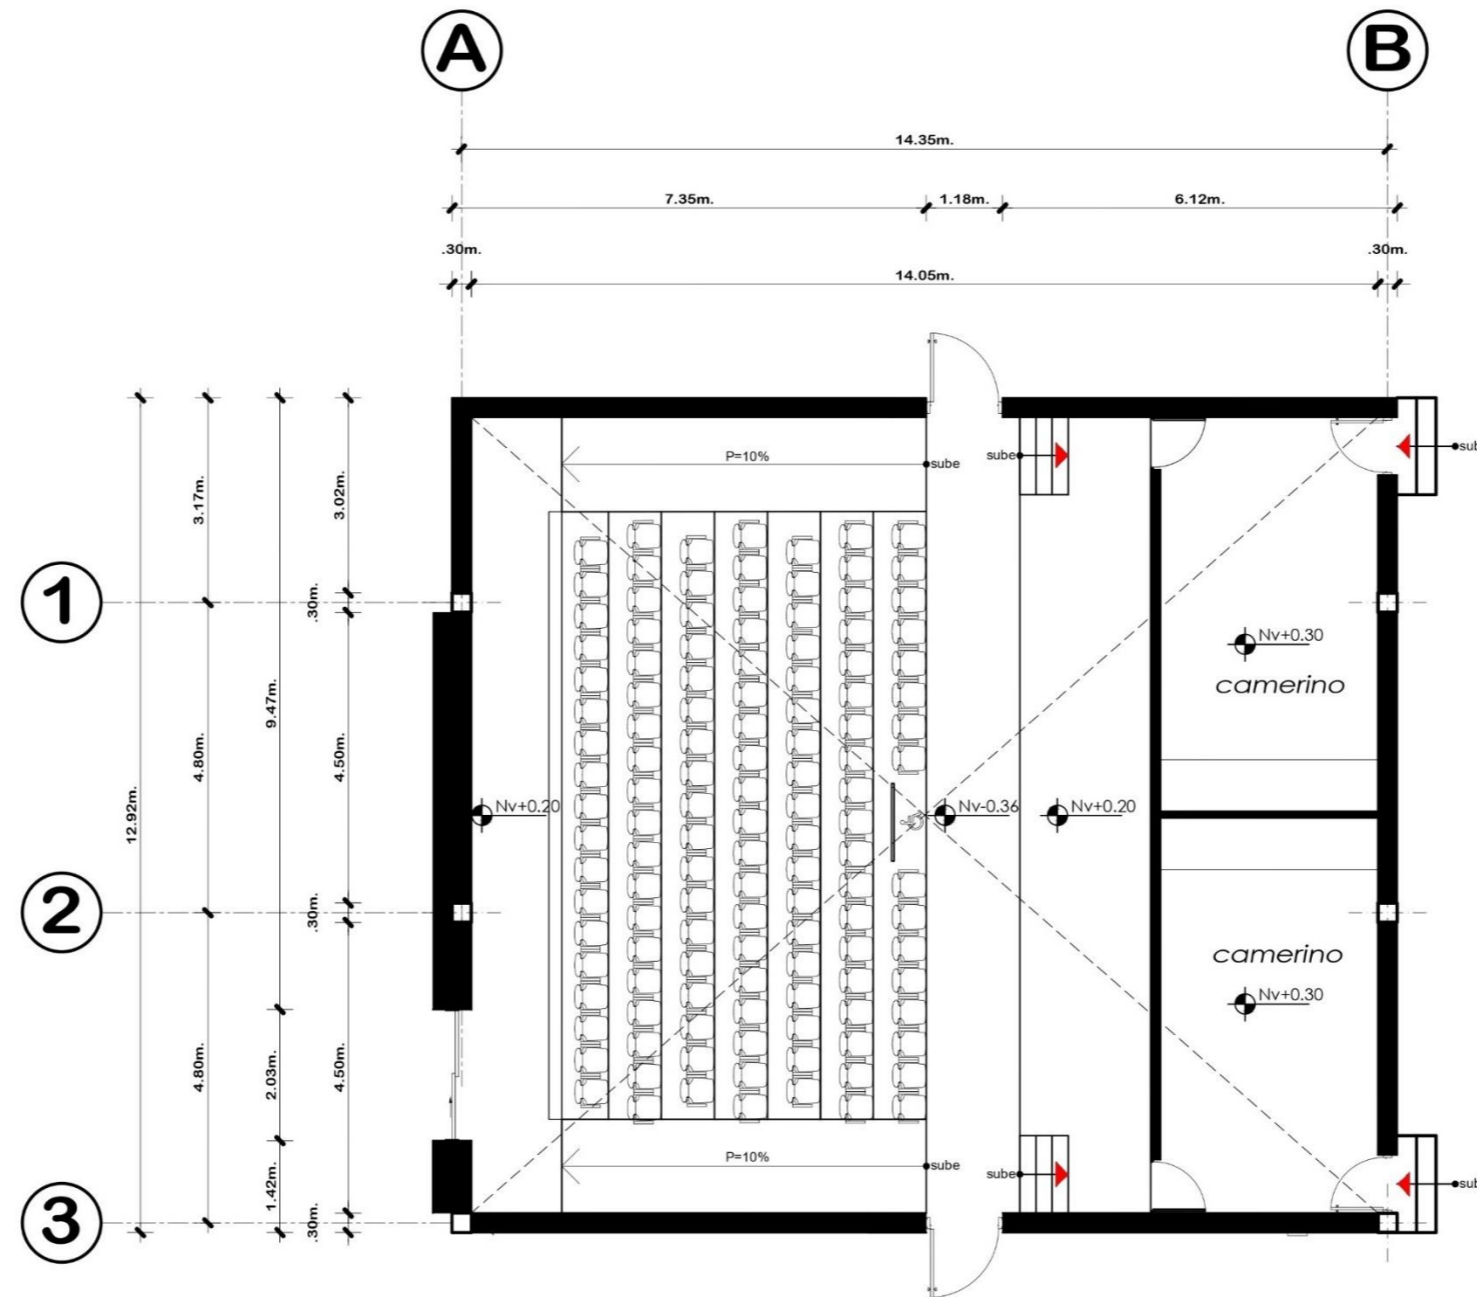 A
B
14.35m.
7.35m.
1.18m.
6.12m.
.30m.
.30m.
14.05m.
P=10%
sube
sube
sub
3.17m.
3.02m.
1
.30m.
Nv+0.30
camerino
9.47m.
4.80m.
4.50m.
12.92m.
Nv+0.20
Nv-0.36
Nv+0.20
2
.30m.
camerino
Nv+0.30
4.80m.
2.03m.
4.50m.
P=10%
sube
sube
sub
1.42m.
3
.30m.